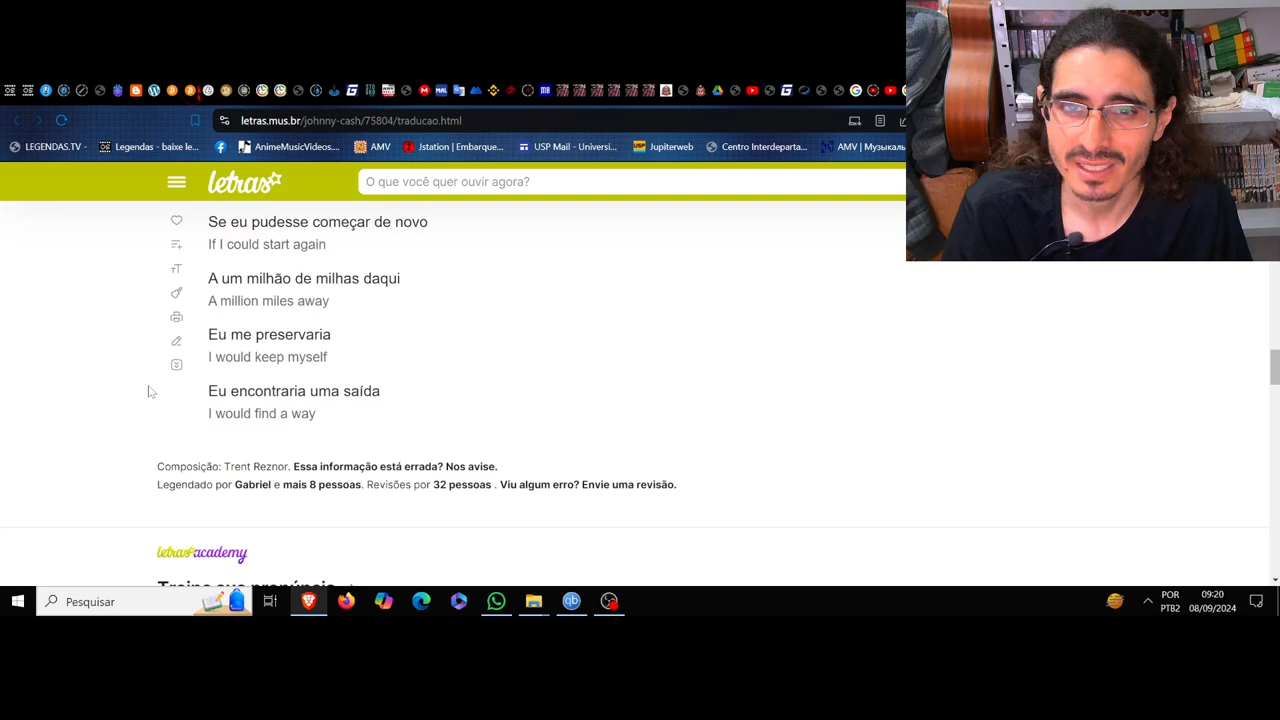 letras.mus.br/johnny-cash/75804/traducao.html
LEGENDAS.TV -
Legendas - baixe le...
AnimeMusicVideos...
AMV
Jstation | Embarque...
USP Mail - Universi...
Jupiterweb
Centro Interdeparta...
AMV | Музыкаль
letras
O que você quer ouvir agora?
Se eu pudesse começar de novo
If I could start again
A um milhão de milhas daqui
A million miles away
Eu me preservaria
I would keep myself
Eu encontraria uma saída
I would find a way
Composição: Trent Reznor. Essa informação está errada? Nos avise.
Legendado por Gabriel e mais 8 pessoas. Revisões por 32 pessoas . Viu algum erro? Envie uma revisão.
letras academy
Treine sua pronúncia
Pesquisar
POR
PTB2
09:20
08/09/2024